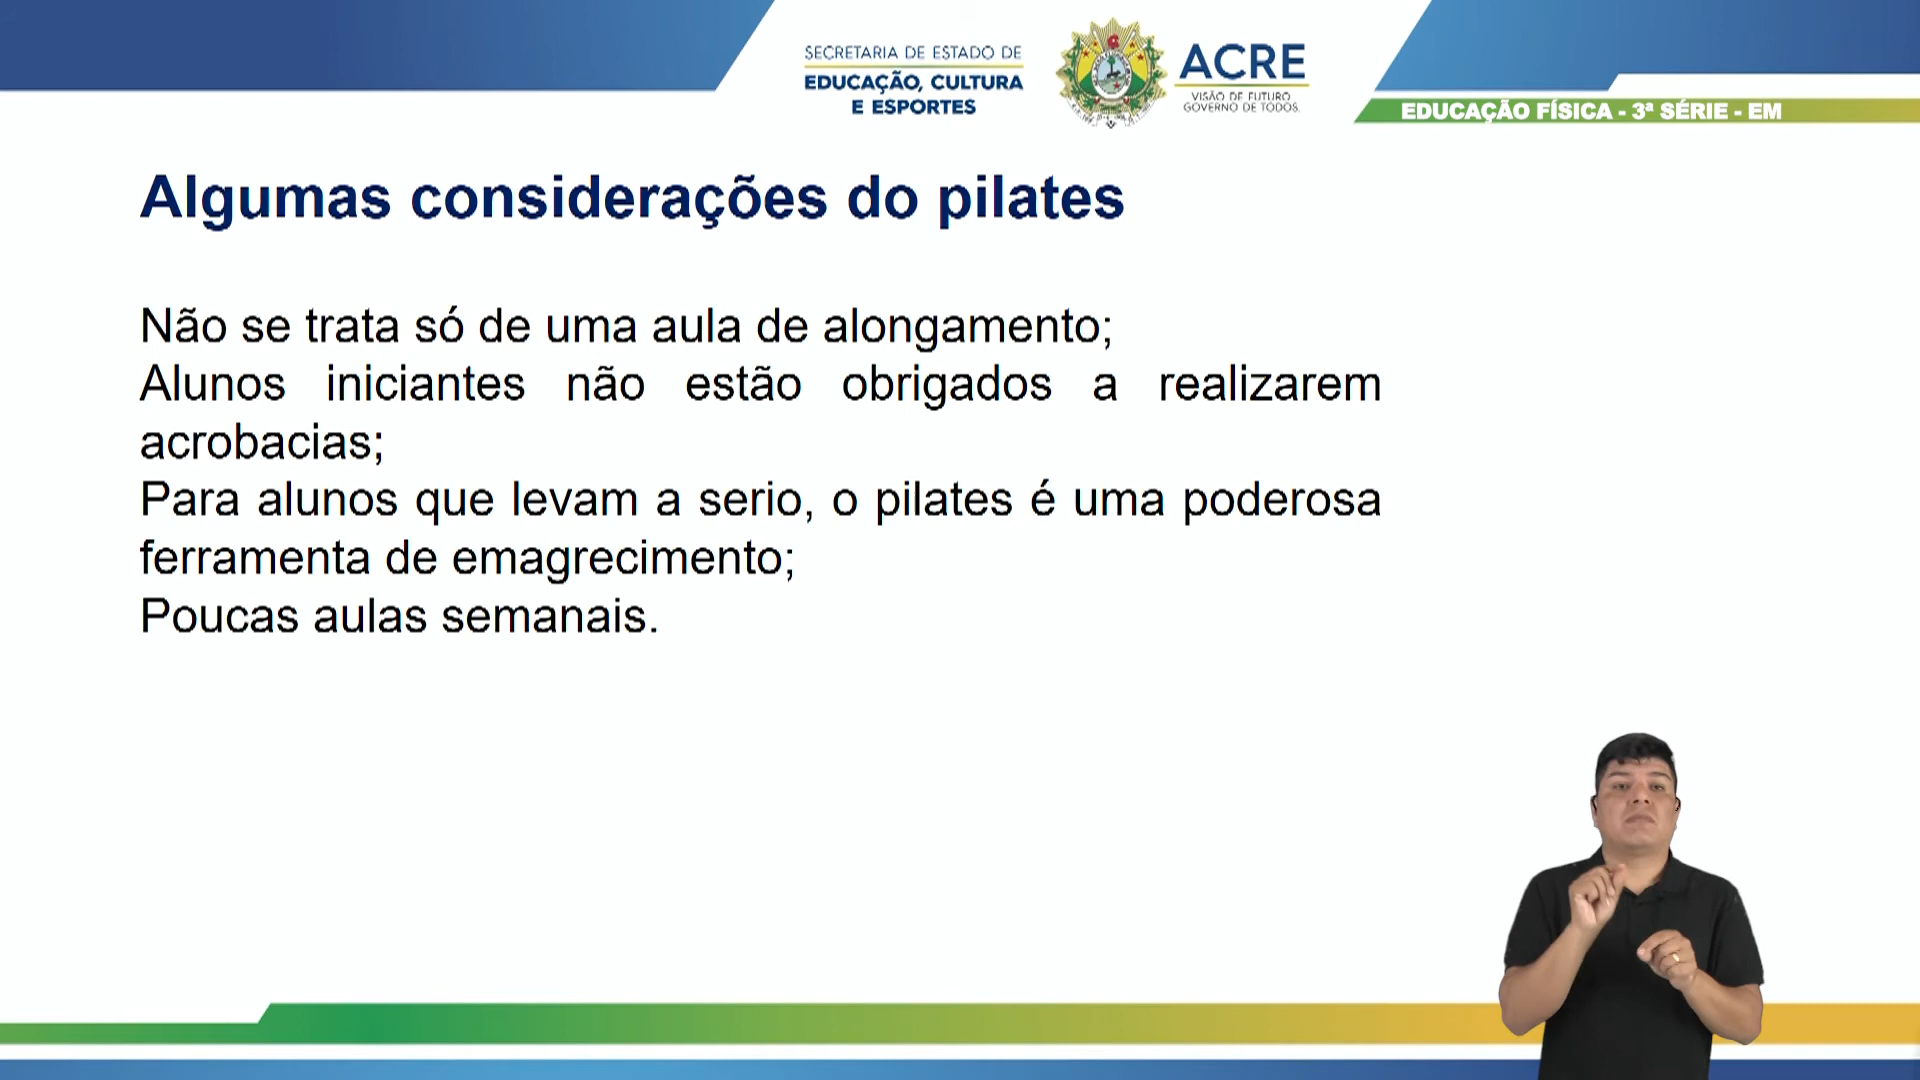 SECRETARIA DE ESTADO DE
EDUCAÇÃO, CULTURA
E ESPORTES
ACRE
VISÃO DE FUTURO
GOVERNO DE TODOS.
EDUCAÇÃO FÍSICA - 3ª SÉRIE - EM
Algumas considerações do pilates
Não se trata só de uma aula de alongamento;
Alunos iniciantes não estão obrigados a realizarem
acrobacias;
Para alunos que levam a serio, o pilates é uma poderosa
ferramenta de emagrecimento;
Poucas aulas semanais.